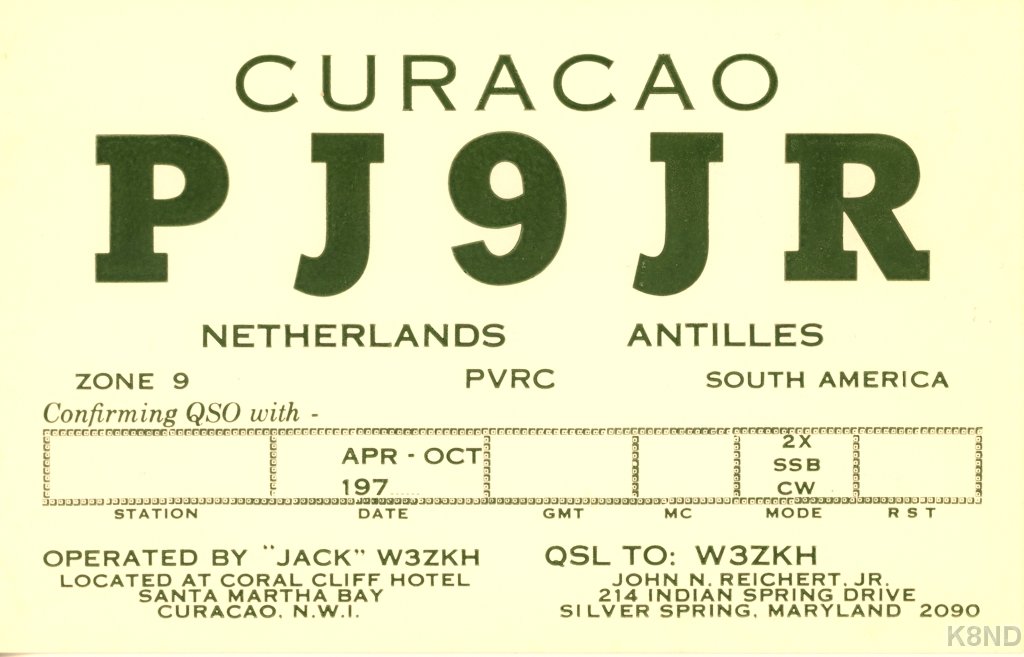 CURACAO
PJ9JR
NETHERLANDS ANTILLES
ZONE 9 PVRC SOUTH AMERICA
Confirming QSO with -
APR - OCT 197......
2X
SSB
CW
STATION DATE GMT MC MODE RST
OPERATED BY "JACK" W3ZKH
LOCATED AT CORAL CLIFF HOTEL
SANTA MARTHA BAY
CURACAO, N.W.I.
QSL TO: W3ZKH
JOHN N. REICHERT, JR.
214 INDIAN SPRING DRIVE
SILVER SPRING, MARYLAND 2090
K8ND